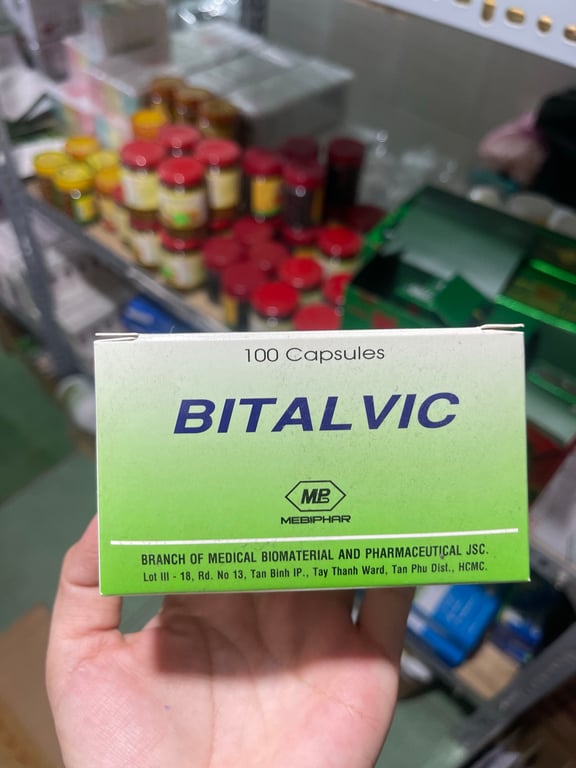 100 Capsules
BITALVIC
MP
MEBIPHAR
BRANCH OF MEDICAL BIOMATERIAL AND PHARMACEUTICAL JSC.
Lot III - 18, Rd. No 13, Tan Binh IP., Tay Thanh Ward, Tan Phu Dist., HCMC.